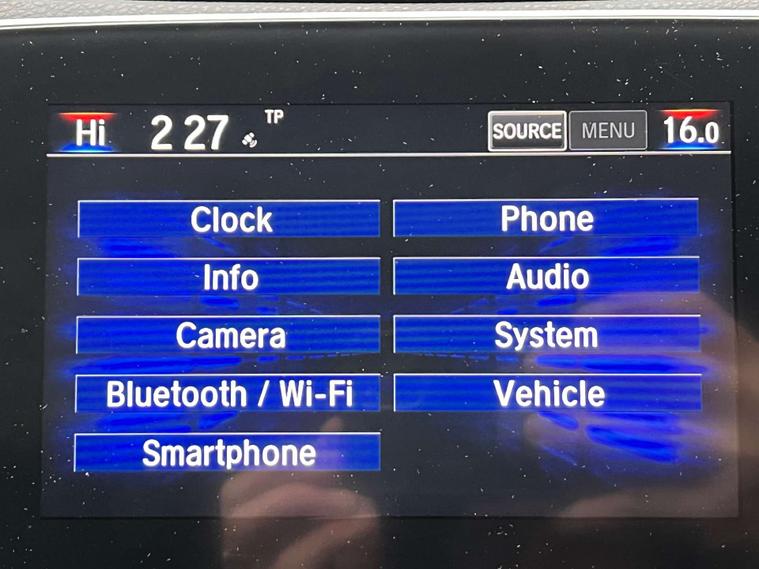 Hi 2 27 TP SOURCE MENU 16.0
Clock Phone
Info Audio
Camera System
Bluetooth / Wi-Fi Vehicle
Smartphone